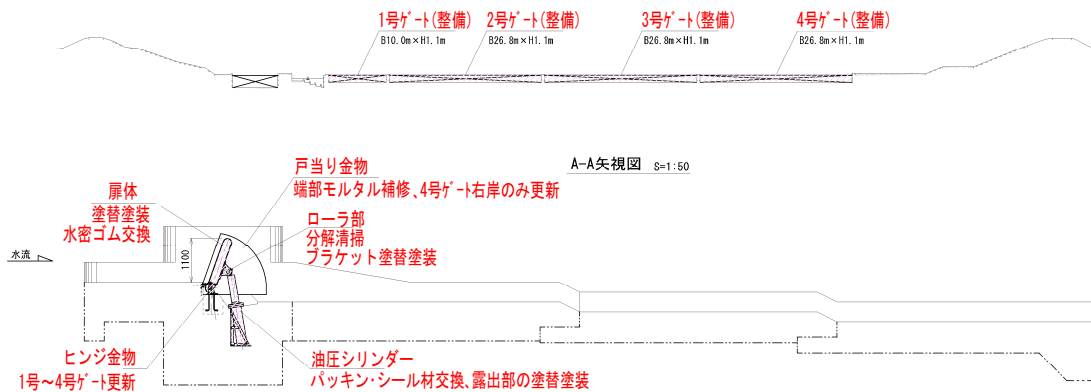 1号ｹﾞｰﾄ(整備)
B10.0m×H1.1m
2号ｹﾞｰﾄ(整備)
B26.8m×H1.1m
3号ｹﾞｰﾄ(整備)
B26.8m×H1.1m
4号ｹﾞｰﾄ(整備)
B26.8m×H1.1m
A-A矢視図 S=1:50
戸当り金物
端部モルタル補修､4号ｹﾞｰﾄ右岸のみ更新
扉体
塗替塗装
水密ゴム交換
ローラ部
分解清掃
ブラケット塗替塗装
水流
1100
ヒンジ金物
1号～4号ｹﾞｰﾄ更新
油圧シリンダー
パッキン･シール材交換､露出部の塗替塗装